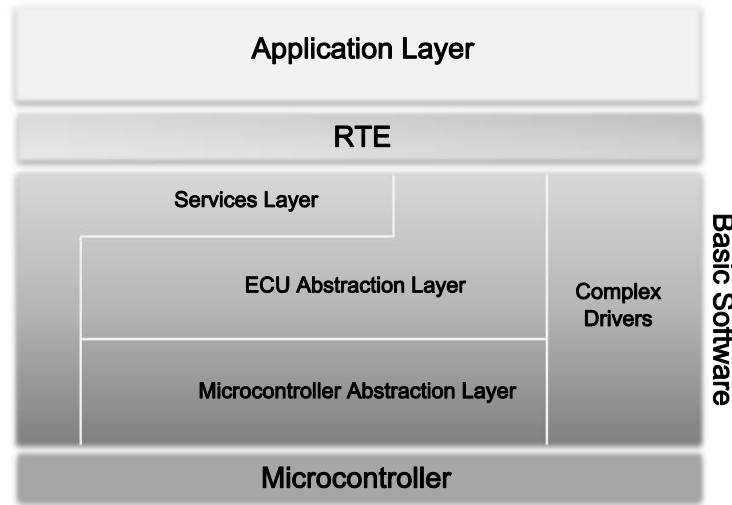 Application Layer
RTE
Services Layer
ECU Abstraction Layer
Complex
Drivers
Microcontroller Abstraction Layer
Basic Software
Microcontroller